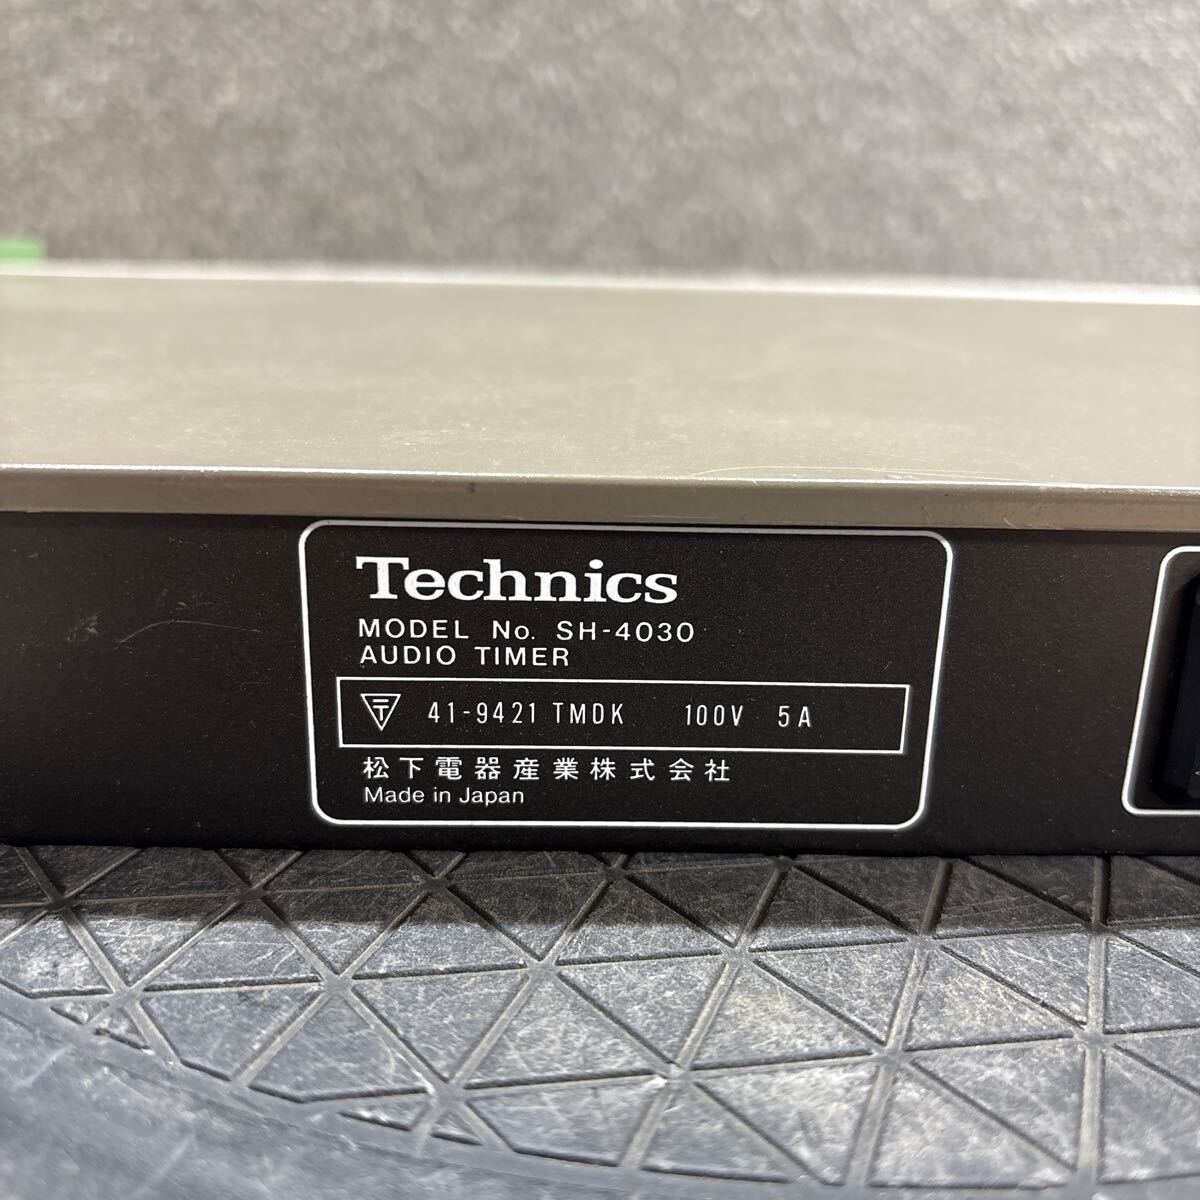 Technics
MODEL No. SH-4030
AUDIO TIMER
〒 41-9421 TMDK 100V 5A
松下電器産業株式会社
Made in Japan